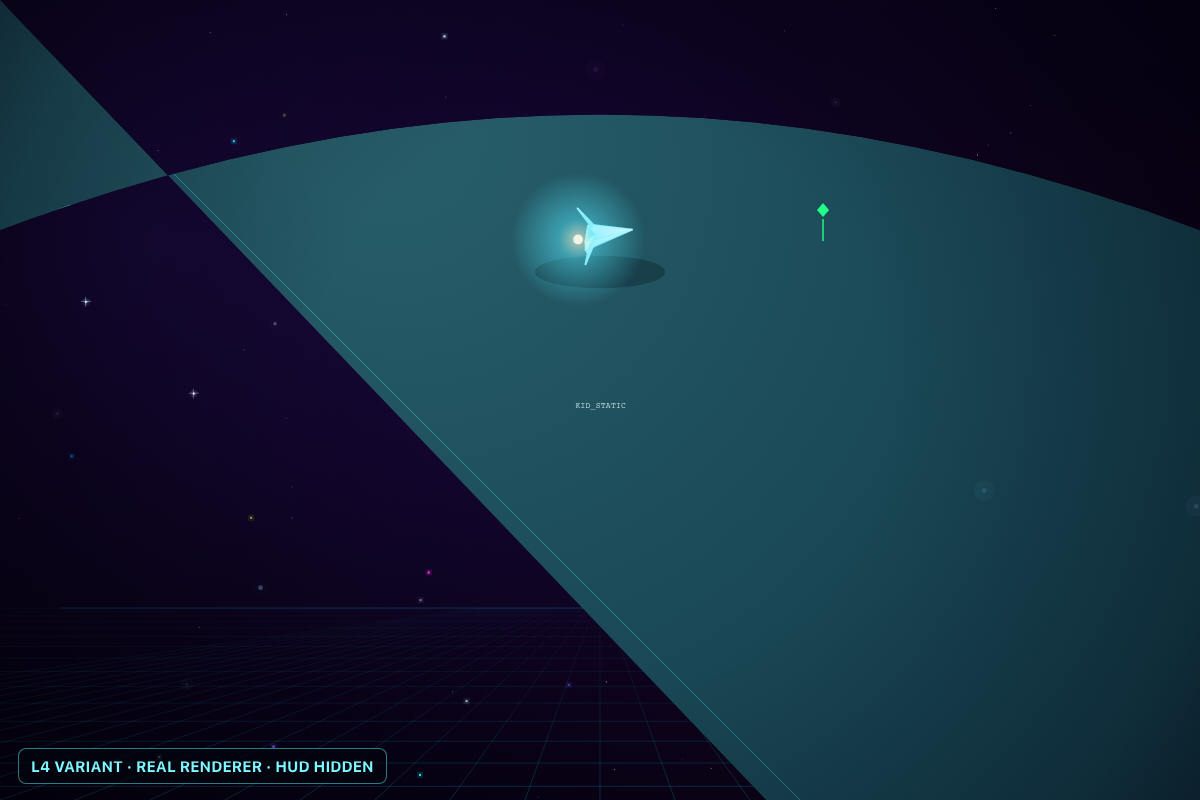 KID_STATIC
L4 VARIANT · REAL RENDERER · HUD HIDDEN